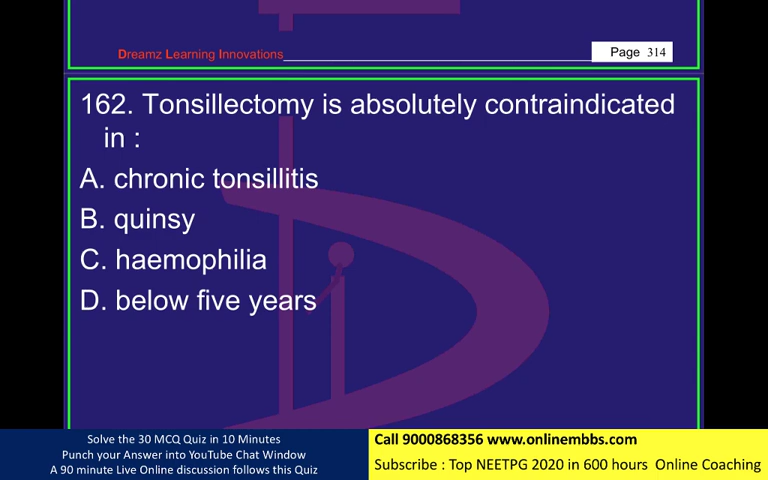 Dreamz Learning Innovations
Page 314
162. Tonsillectomy is absolutely contraindicated
in :
A. chronic tonsillitis
B. quinsy
C. haemophilia
D. below five years
Solve the 30 MCQ Quiz in 10 Minutes
Punch your Answer into YouTube Chat Window
A 90 minute Live Online discussion follows this Quiz
Call 9000868356 www.onlinembbs.com
Subscribe : Top NEETPG 2020 in 600 hours Online Coaching